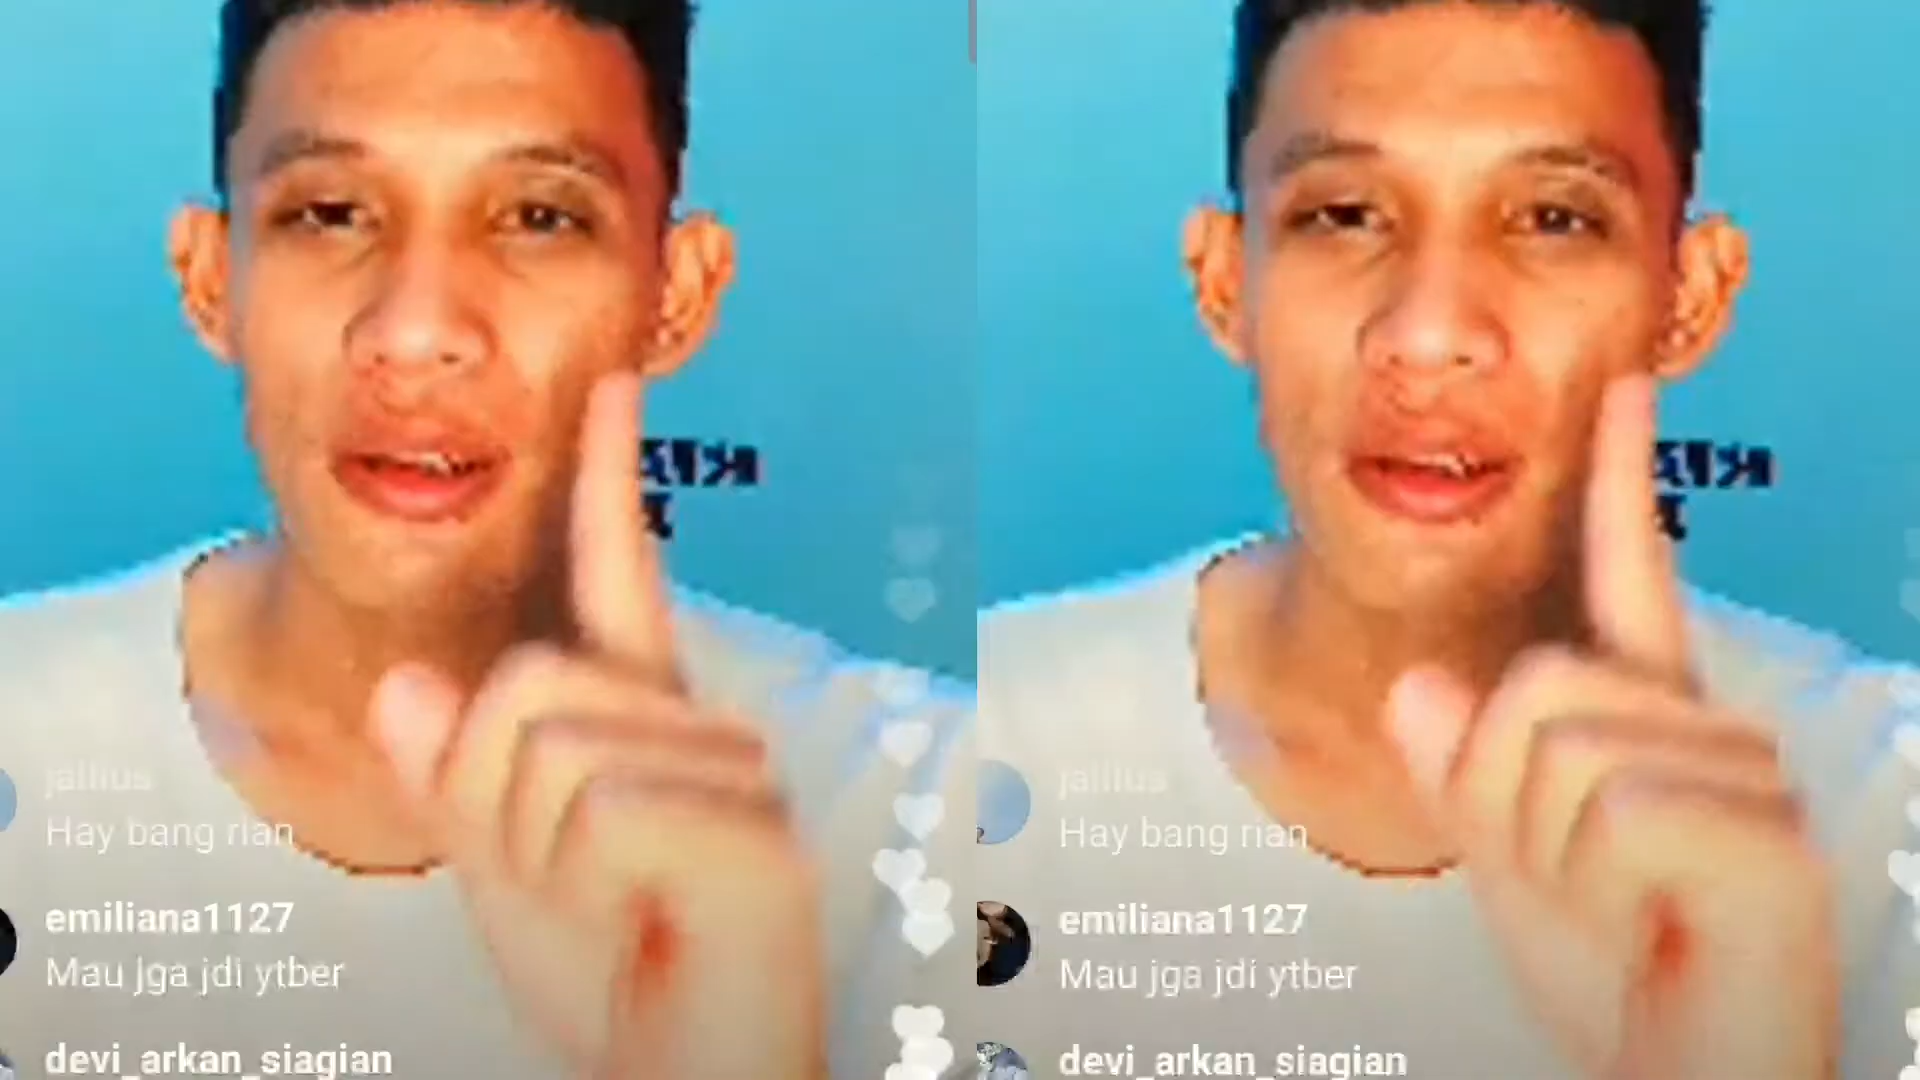 jallius
Hay bang rian
emiliana1127
Mau jga jdi ytber
devi_arkan_siagian
jallius
Hay bang rian
emiliana1127
Mau jga jdi ytber
devi_arkan_siagian